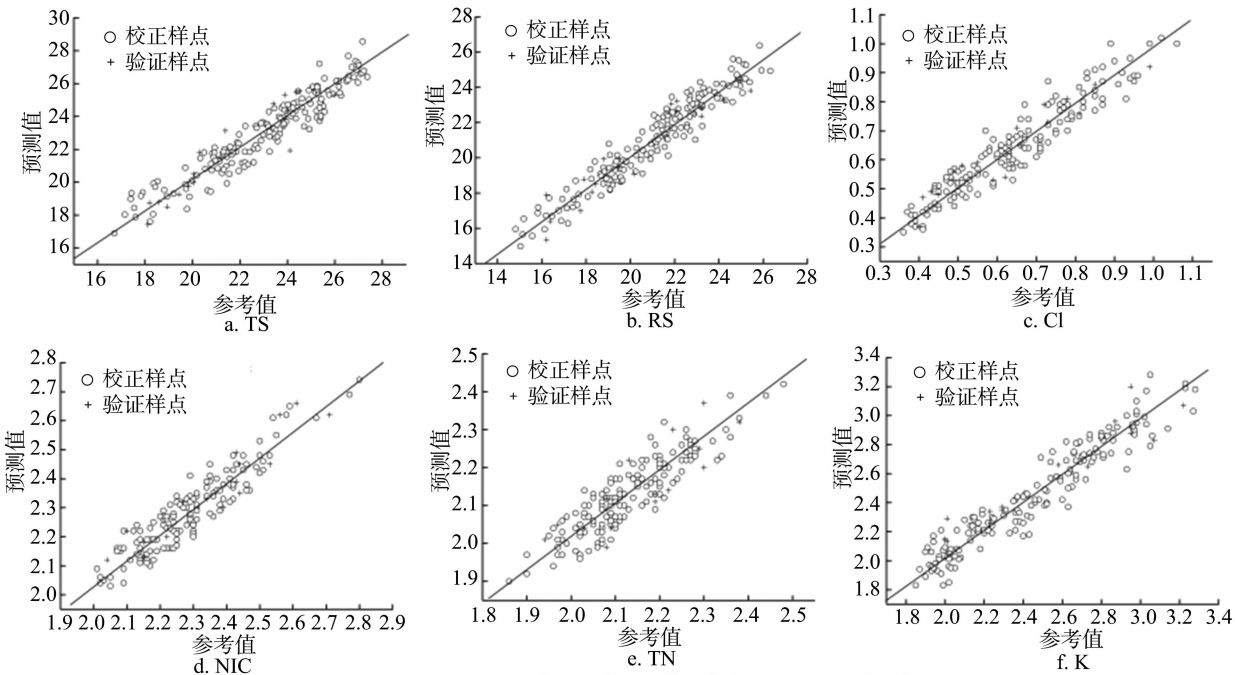 30
28
26
24
22
20
18
16
预测值
校正样点
验证样点
16 18 20 22 24 26 28
参考值
a. TS
28
26
24
22
20
18
16
14
预测值
校正样点
验证样点
14 16 18 20 22 24 26 28
参考值
b. RS
1.1
1.0
0.9
0.8
0.7
0.6
0.5
0.4
0.3
预测值
校正样点
验证样点
0.3 0.4 0.5 0.6 0.7 0.8 0.9 1.0 1.1
参考值
c. Cl
2.8
2.7
2.6
2.5
2.4
2.3
2.2
2.1
2.0
预测值
校正样点
验证样点
1.9 2.0 2.1 2.2 2.3 2.4 2.5 2.6 2.7 2.8 2.9
参考值
d. NIC
2.5
2.4
2.3
2.2
2.1
2.0
1.9
预测值
校正样点
验证样点
1.8 1.9 2.0 2.1 2.2 2.3 2.4 2.5
参考值
e. TN
3.4
3.2
3.0
2.8
2.6
2.4
2.2
2.0
1.8
预测值
校正样点
验证样点
1.8 2.0 2.2 2.4 2.6 2.8 3.0 3.2 3.4
参考值
f. K